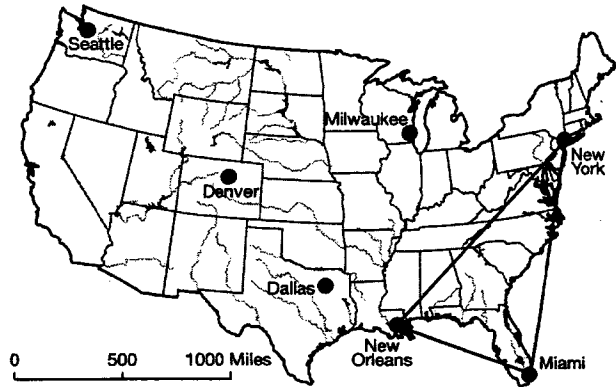 Seattle
Milwaukee
New
York
Denver
Dallas
New
Orleans
Miami
0 500 1000 Miles